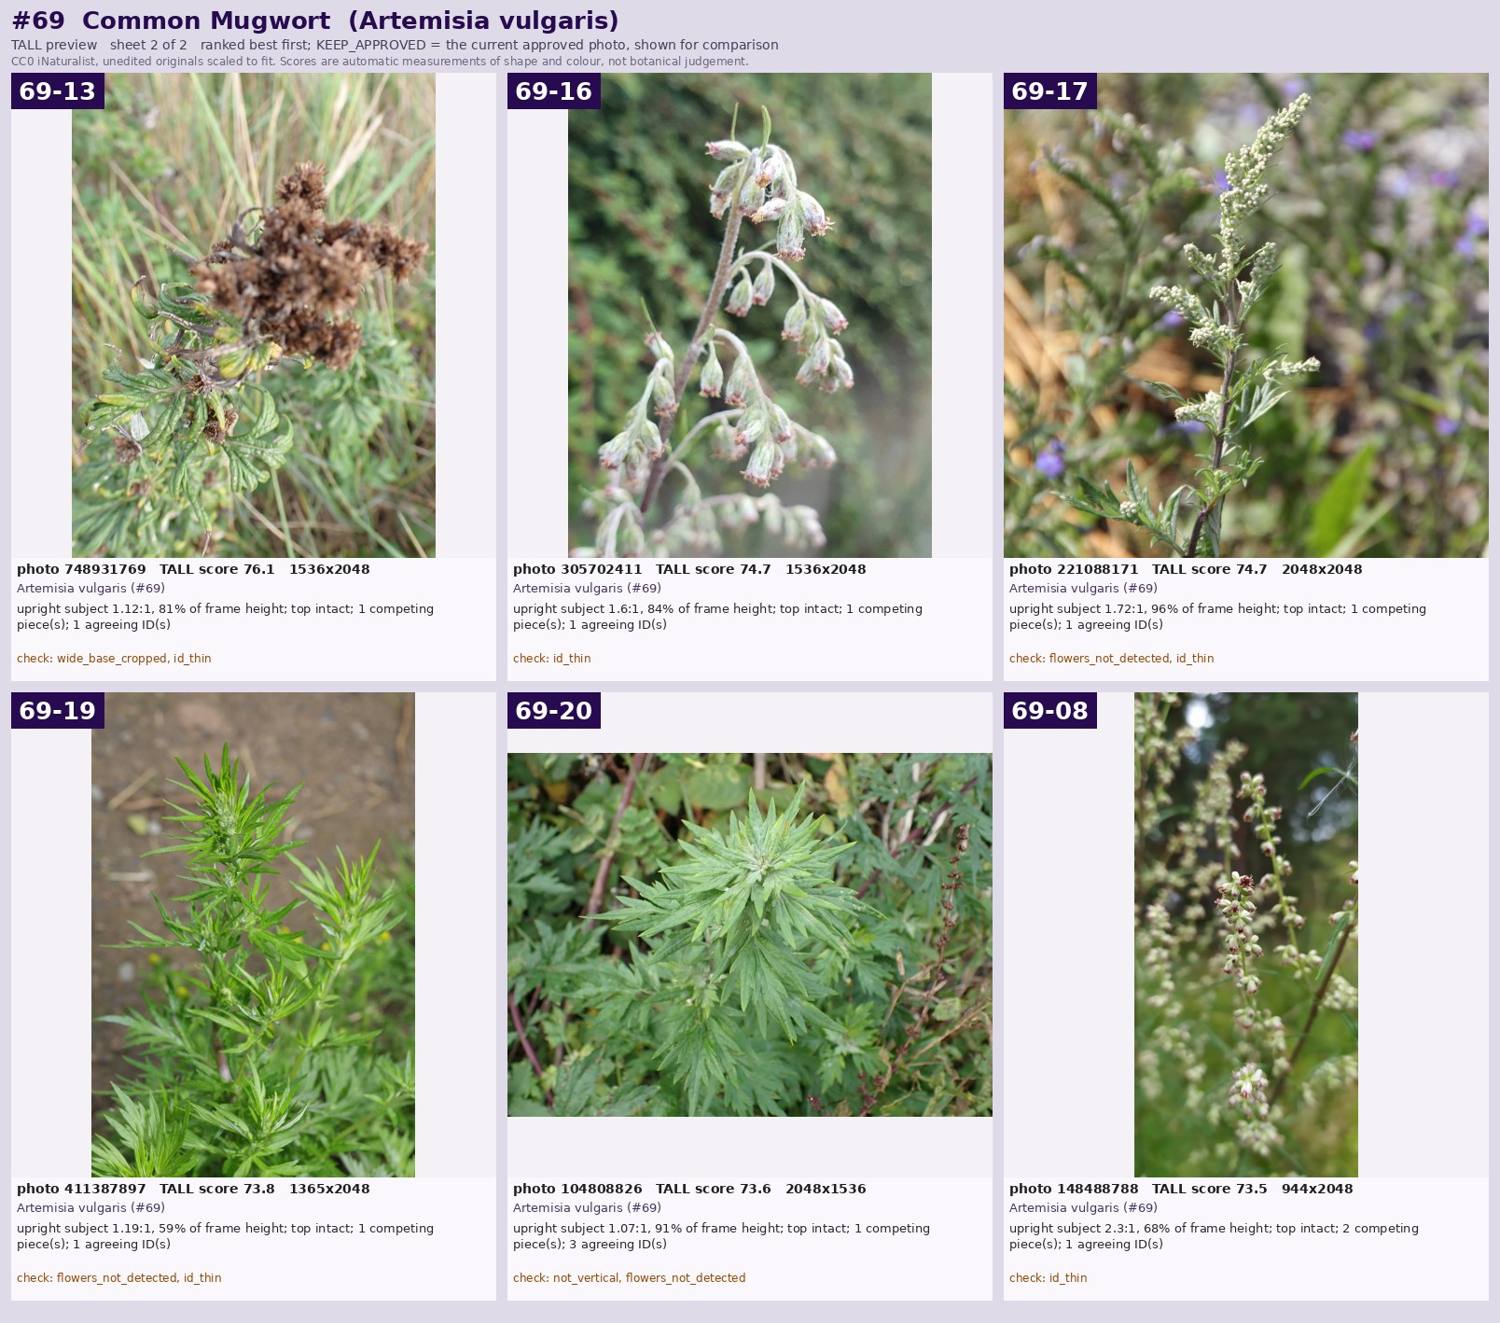 #69  Common Mugwort  (Artemisia vulgaris)
TALL preview   sheet 2 of 2   ranked best first; KEEP_APPROVED = the current approved photo, shown for comparison
CC0 iNaturalist, unedited originals scaled to fit. Scores are automatic measurements of shape and colour, not botanical judgement.
69-13
photo 748931769   TALL score 76.1   1536x2048
Artemisia vulgaris (#69)
upright subject 1.12:1, 81% of frame height; top intact; 1 competing
piece(s); 1 agreeing ID(s)
check: wide_base_cropped, id_thin
69-16
photo 305702411   TALL score 74.7   1536x2048
Artemisia vulgaris (#69)
upright subject 1.6:1, 84% of frame height; top intact; 1 competing
piece(s); 1 agreeing ID(s)
check: id_thin
69-17
photo 221088171   TALL score 74.7   2048x2048
Artemisia vulgaris (#69)
upright subject 1.72:1, 96% of frame height; top intact; 1 competing
piece(s); 1 agreeing ID(s)
check: flowers_not_detected, id_thin
69-19
photo 411387897   TALL score 73.8   1365x2048
Artemisia vulgaris (#69)
upright subject 1.19:1, 59% of frame height; top intact; 1 competing
piece(s); 1 agreeing ID(s)
check: flowers_not_detected, id_thin
69-20
photo 104808826   TALL score 73.6   2048x1536
Artemisia vulgaris (#69)
upright subject 1.07:1, 91% of frame height; top intact; 1 competing
piece(s); 3 agreeing ID(s)
check: not_vertical, flowers_not_detected
69-08
photo 148488788   TALL score 73.5   944x2048
Artemisia vulgaris (#69)
upright subject 2.3:1, 68% of frame height; top intact; 2 competing
piece(s); 1 agreeing ID(s)
check: id_thin